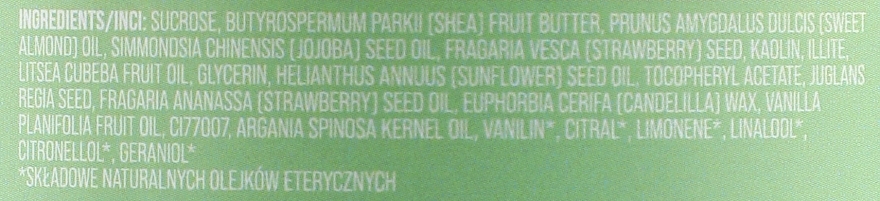 INGREDIENTS/INCI: SUCROSE, BUTYROSPERMUM PARKII (SHEA) FRUIT BUTTER, PRUNUS AMYGDALUS DULCIS (SWEET
ALMOND) OIL, SIMMONDSIA CHINENSIS (JOJOBA) SEED OIL, FRAGARIA VESCA (STRAWBERRY) SEED, KAOLIN, ILLITE,
LITSEA CUBEBA FRUIT OIL, GLYCERIN, HELIANTHUS ANNUUS (SUNFLOWER) SEED OIL, TOCOPHERYL ACETATE, JUGLANS
REGIA SEED, FRAGARIA ANANASSA (STRAWBERRY) SEED OIL, EUPHORBIA CERIFA (CANDELILLA) WAX, VANILLA
PLANIFOLIA FRUIT OIL, CI77007, ARGANIA SPINOSA KERNEL OIL, VANILIN*, CITRAL*, LIMONENE*, LINALOOL*,
CITRONELLOL*, GERANIOL*
*SKŁADOWE NATURALNYCH OLEJKÓW ETERYCZNYCH